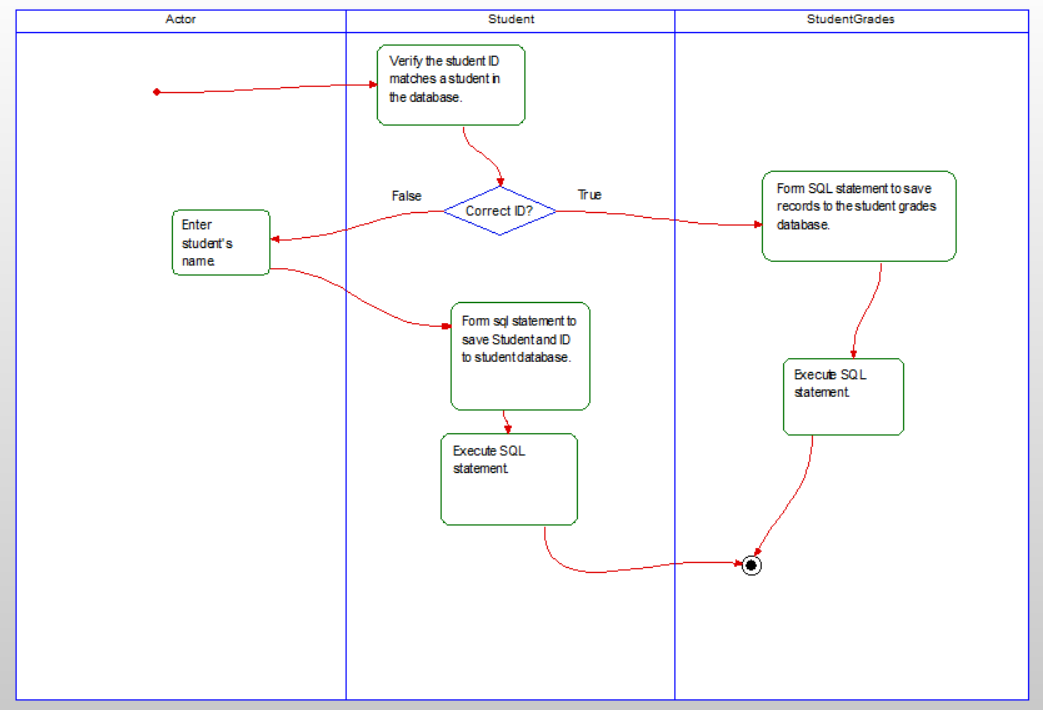 Actor
Student
StudentGrades
Verify the student ID
matches a student in
the database.
False
Correct ID?
True
Form SQL statement to save
records to the student grades
database.
Enter
student's
name.
Form sql statement to
save Student and ID
to student database.
Execute SQL
statement.
Execute SQL
statement.